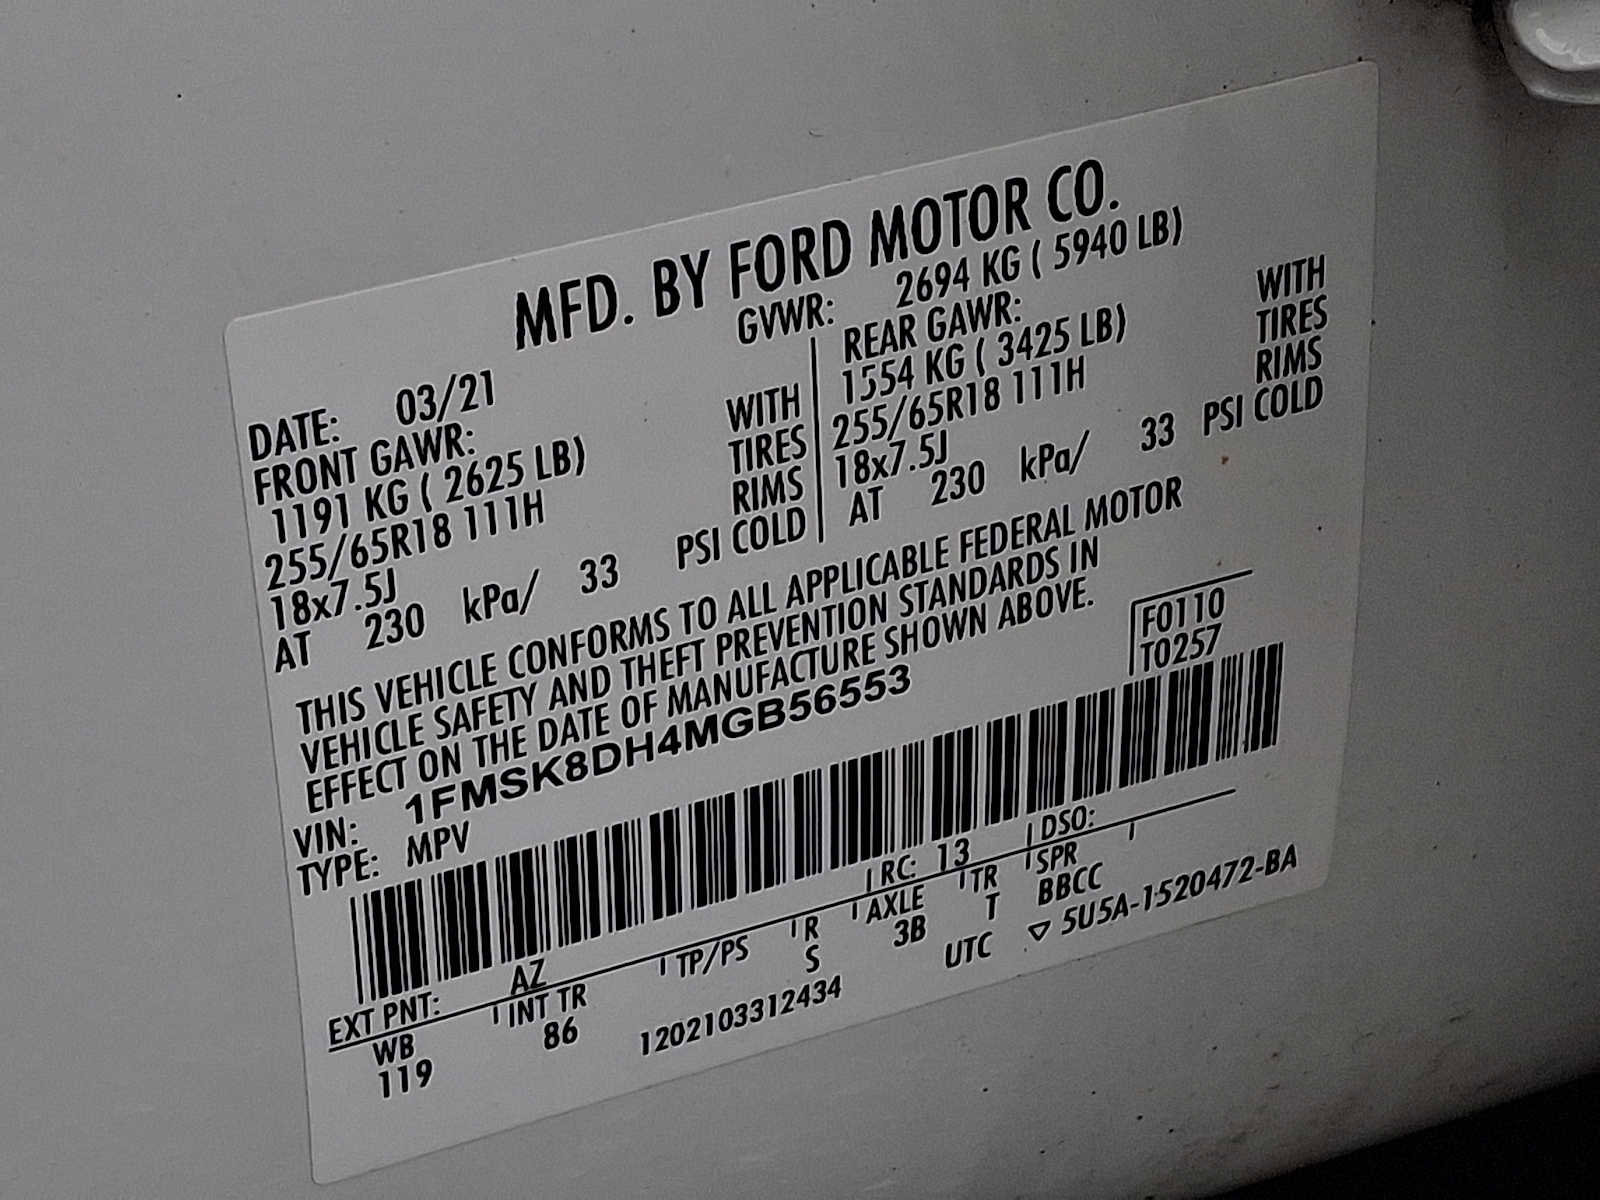 MFD. BY FORD MOTOR CO.
DATE: 03/21 GVWR: 2694 KG ( 5940 LB)
FRONT GAWR:
1191 KG ( 2625 LB) WITH
255/65R18 111H TIRES
18x7.5J RIMS
AT 230 kPa/ 33 PSI COLD
REAR GAWR:
1554 KG ( 3425 LB) WITH
255/65R18 111H TIRES
18x7.5J RIMS
AT 230 kPa/ 33 PSI COLD
THIS VEHICLE CONFORMS TO ALL APPLICABLE FEDERAL MOTOR
VEHICLE SAFETY AND THEFT PREVENTION STANDARDS IN
EFFECT ON THE DATE OF MANUFACTURE SHOWN ABOVE.
VIN: 1FMSK8DH4MGB56553
TYPE: MPV
F0110
T0257
EXT PNT: AZ RC: 13 DSO:
WB INT TR TP/PS R AXLE TR SPR
119 86 S 3B T BBCC
1202103312434 UTC ▽ 5U5A-1520472-BA